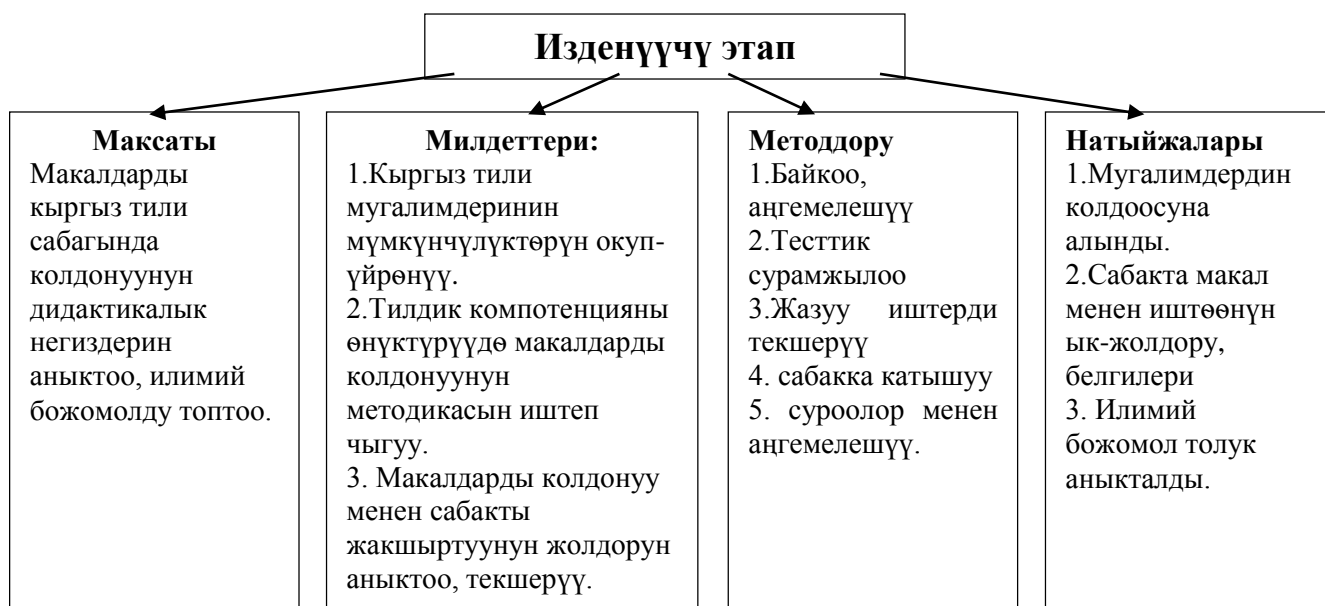 Изденүүчү этап
Максаты
Макалдарды
кыргыз тили
сабагында
колдонуунун
дидактикалык
негиздерин
аныктоо, илимий
божомолду топтоо.
Милдеттери:
1.Кыргыз тили
мугалимдеринин
мүмкүнчүлүктөрүн окуп-
үйрөнүү.
2.Тилдик компотенцияны
өнүктүрүүдө макалдарды
колдонуунун
методикасын иштеп
чыгуу.
3. Макалдарды колдонуу
менен сабакты
жакшыртуунун жолдорун
аныктоо, текшерүү.
Методдору
1.Байкоо,
аңгемелешүү
2.Тесттик
сурамжылоо
3.Жазуу иштерди
текшерүү
4. сабакка катышуу
5. суроолор менен
аңгемелешүү.
Натыйжалары
1.Мугалимдердин
колдоосуна
алынды.
2.Сабакта макал
менен иштөөнүн
ык-жолдору,
белгилери
3. Илимий
божомол толук
аныкталды.